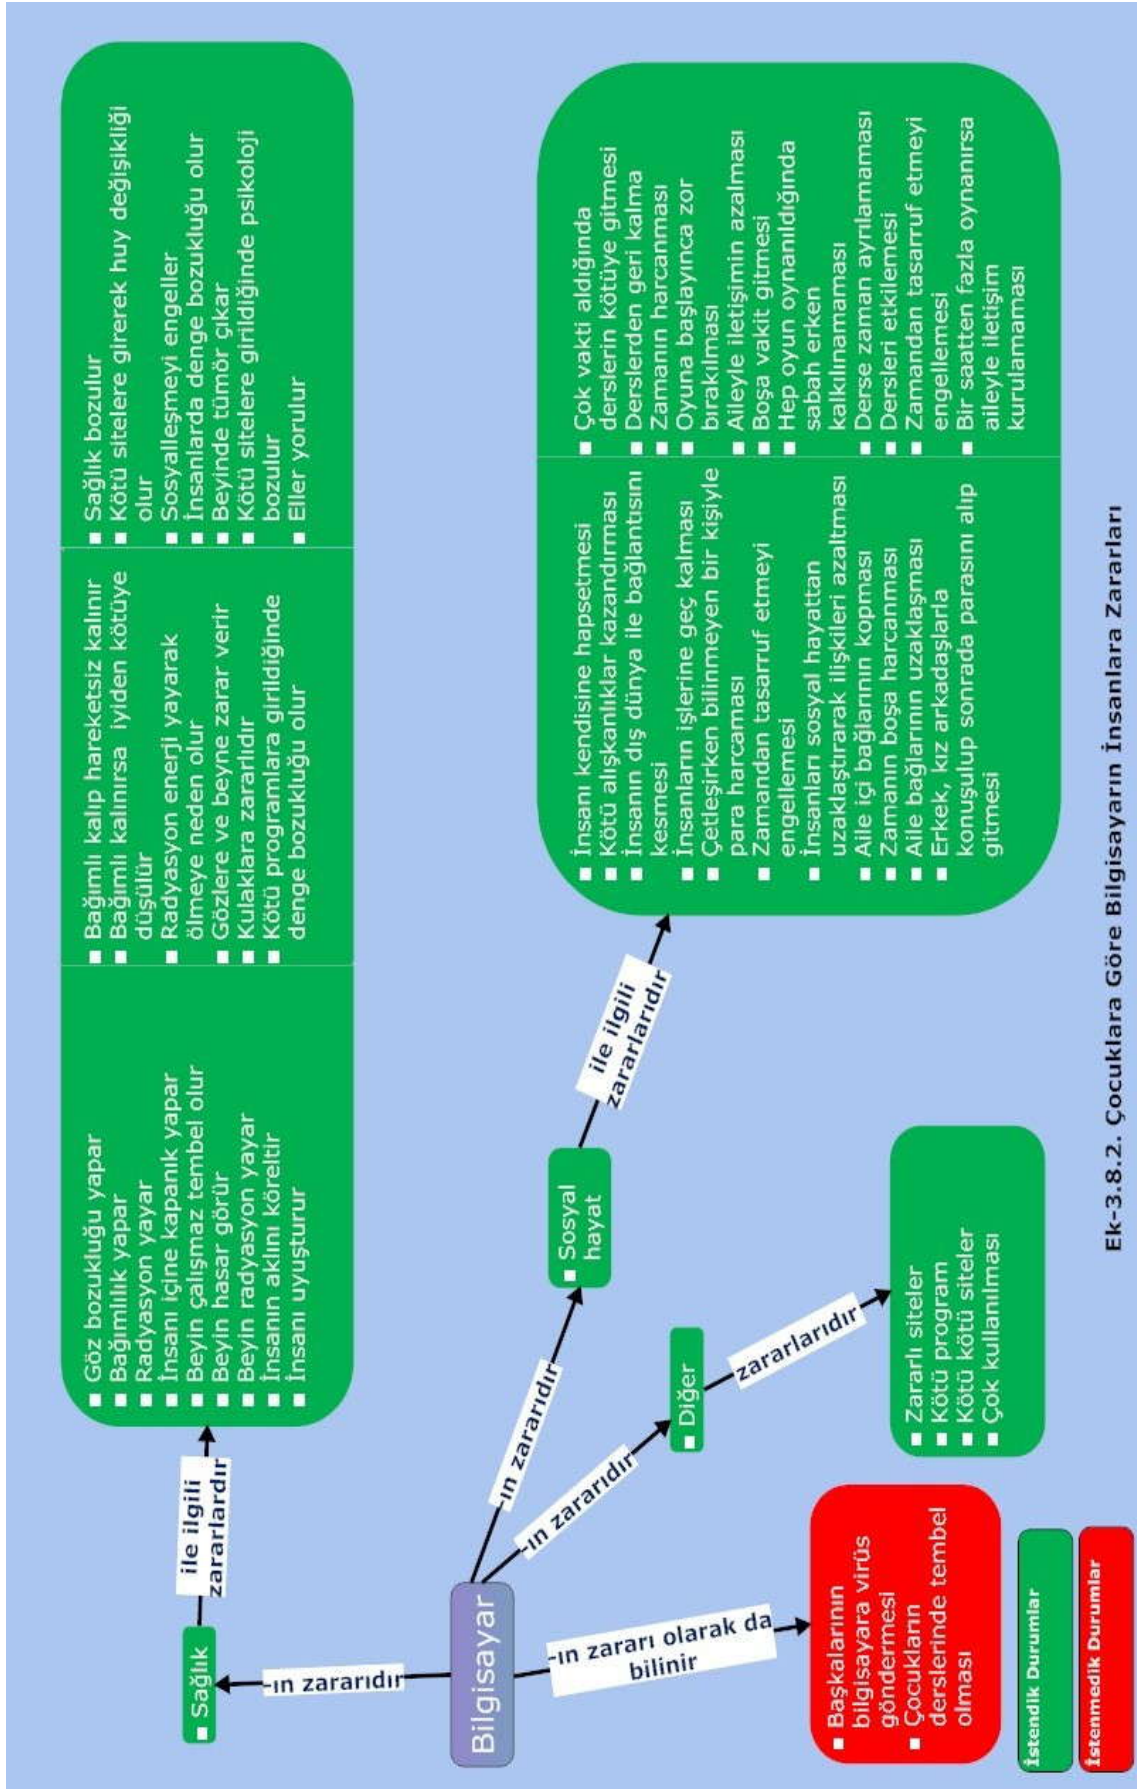 Bilgisayar
-ın zararıdır
■ Sağlık
ile ilgili
zararlardır
■ Göz bozukluğu yapar
■ Bağımlılık yapar
■ Radyasyon yayar
■ İnsanı içine kapanık yapar
■ Beyin çalışmaz tembel olur
■ Beyin hasar görür
■ Beyin radyasyon yayar
■ İnsanın aklını köreltir
■ İnsanı uyuşturur
■ Bağımlı kalıp hareketsiz kalınır
■ Bağımlı kalınırsa iyiden kötüye
düşülür
■ Radyasyon enerji yayarak
ölmeye neden olur
■ Gözlere ve beyne zarar verir
■ Kulaklara zararlıdır
■ Kötü programlara girildiğinde
denge bozukluğu olur
■ Sağlık bozulur
■ Kötü sitelere girerek huy değişikliği
olur
■ Sosyalleşmeyi engeller
■ İnsanlarda denge bozukluğu olur
■ Beyinde tümör çıkar
■ Kötü sitelere girildiğinde psikoloji
bozulur
■ Eller yorulur
-ın zararıdır
■ Sosyal
hayat
ile ilgili
zararlarıdır
■ İnsanı kendisine hapsetmesi
■ Kötü alışkanlıklar kazandırması
■ İnsanın dış dünya ile bağlantısını
kesmesi
■ İnsanların işlerine geç kalması
■ Çetleşirken bilinmeyen bir kişiyle
para harcaması
■ Zamandan tasarruf etmeyi
engellemesi
■ İnsanları sosyal hayattan
uzaklaştırarak ilişkileri azaltması
■ Aile içi bağlarının kopması
■ Zamanın boşa harcanması
■ Aile bağlarının uzaklaşması
■ Erkek, kız arkadaşlarla
konuşulup sonrada parasını alıp
gitmesi
■ Çok vakti aldığında
derslerin kötüye gitmesi
■ Derslerden geri kalma
■ Zamanın harcanması
■ Oyuna başlayınca zor
bırakılması
■ Aileyle iletişimin azalması
■ Boşa vakit gitmesi
■ Hep oyun oynanıldığında
sabah erken
kalkılınamaması
■ Derse zaman ayrılamaması
■ Dersleri etkilemesi
■ Zamandan tasarruf etmeyi
engellemesi
■ Bir saatten fazla oynanırsa
aileyle iletişim
kurulamaması
-ın zararıdır
■ Diğer
zararlarıdır
■ Zararlı siteler
■ Kötü program
■ Kötü kötü siteler
■ Çok kullanılması
-ın zararı olarak da
bilinir
■ Başkalarının
bilgisayara virüs
göndermesi
■ Çocukların
derslerinde tembel
olması
İstendik Durumlar
İstenmedik Durumlar
Ek-3.8.2. Çocuklara Göre Bilgisayarın İnsanlara Zararları